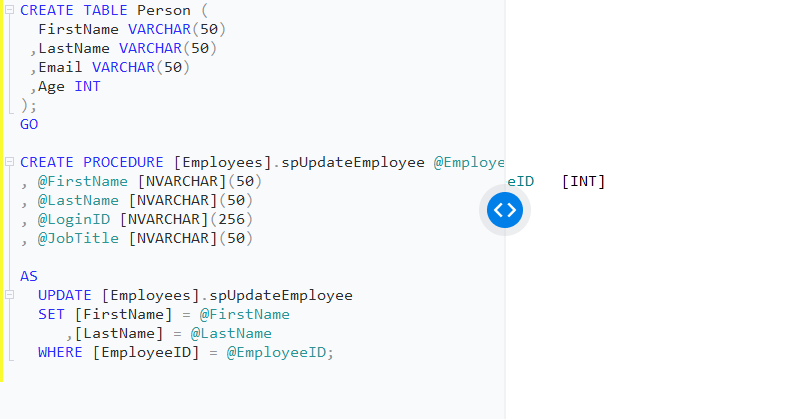 CREATE TABLE Person (
FirstName VARCHAR(50)
,LastName VARCHAR(50)
,Email VARCHAR(50)
,Age INT
);
GO
CREATE PROCEDURE [Employees].spUpdateEmployee @Employe
, @FirstName [NVARCHAR](50)
eID [INT]
, @LastName [NVARCHAR](50)
, @LoginID [NVARCHAR](256)
, @JobTitle [NVARCHAR](50)
AS
UPDATE [Employees].spUpdateEmployee
SET [FirstName] = @FirstName
,[LastName] = @LastName
WHERE [EmployeeID] = @EmployeeID;